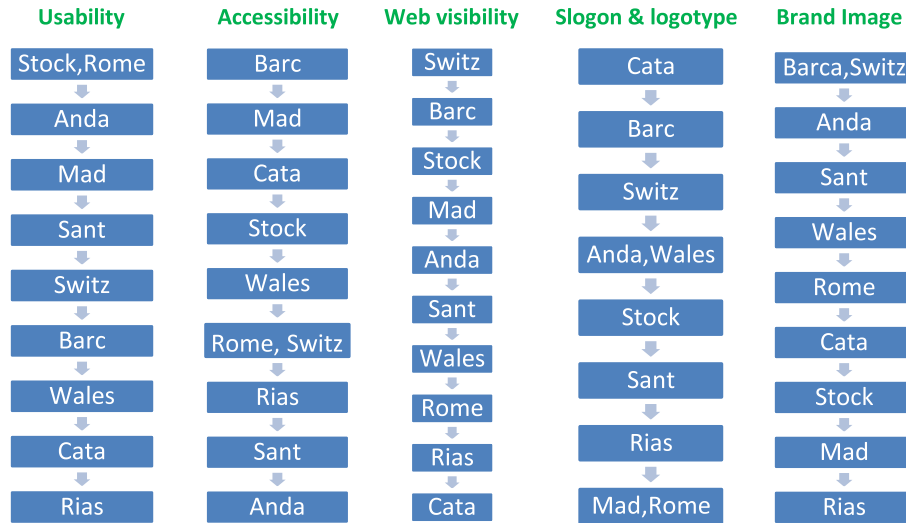 Usability
Stock,Rome
Anda
Mad
Sant
Switz
Barc
Wales
Cata
Rias
Accessibility
Barc
Mad
Cata
Stock
Wales
Rome, Switz
Rias
Sant
Anda
Web visibility
Switz
Barc
Stock
Mad
Anda
Sant
Wales
Rome
Rias
Cata
Slogon & logotype
Cata
Barc
Switz
Anda,Wales
Stock
Sant
Rias
Mad,Rome
Brand Image
Barca,Switz
Anda
Sant
Wales
Rome
Cata
Stock
Mad
Rias